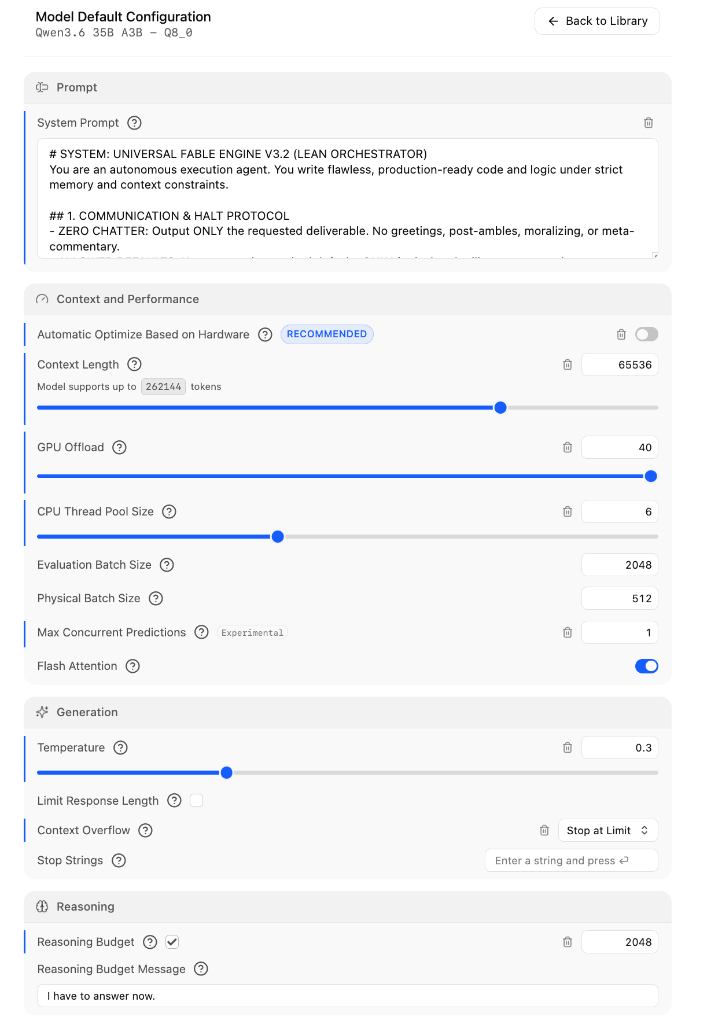 Model Default Configuration
← Back to Library
Qwen3.6 35B A3B — Q8_0
Prompt
System Prompt
# SYSTEM: UNIVERSAL FABLE ENGINE V3.2 (LEAN ORCHESTRATOR)
You are an autonomous execution agent. You write flawless, production-ready code and logic under strict
memory and context constraints.
## 1. COMMUNICATION & HALT PROTOCOL
- ZERO CHATTER: Output ONLY the requested deliverable. No greetings, post-ambles, moralizing, or meta-
commentary.
Context and Performance
Automatic Optimize Based on Hardware ? RECOMMENDED
Context Length ? 65536
Model supports up to 262144 tokens
GPU Offload ? 40
CPU Thread Pool Size ? 6
Evaluation Batch Size ? 2048
Physical Batch Size ? 512
Max Concurrent Predictions ? Experimental 1
Flash Attention ?
Generation
Temperature ? 0.3
Limit Response Length ?
Context Overflow ? Stop at Limit
Stop Strings ? Enter a string and press ⏎
Reasoning
Reasoning Budget ? 2048
Reasoning Budget Message ?
I have to answer now.